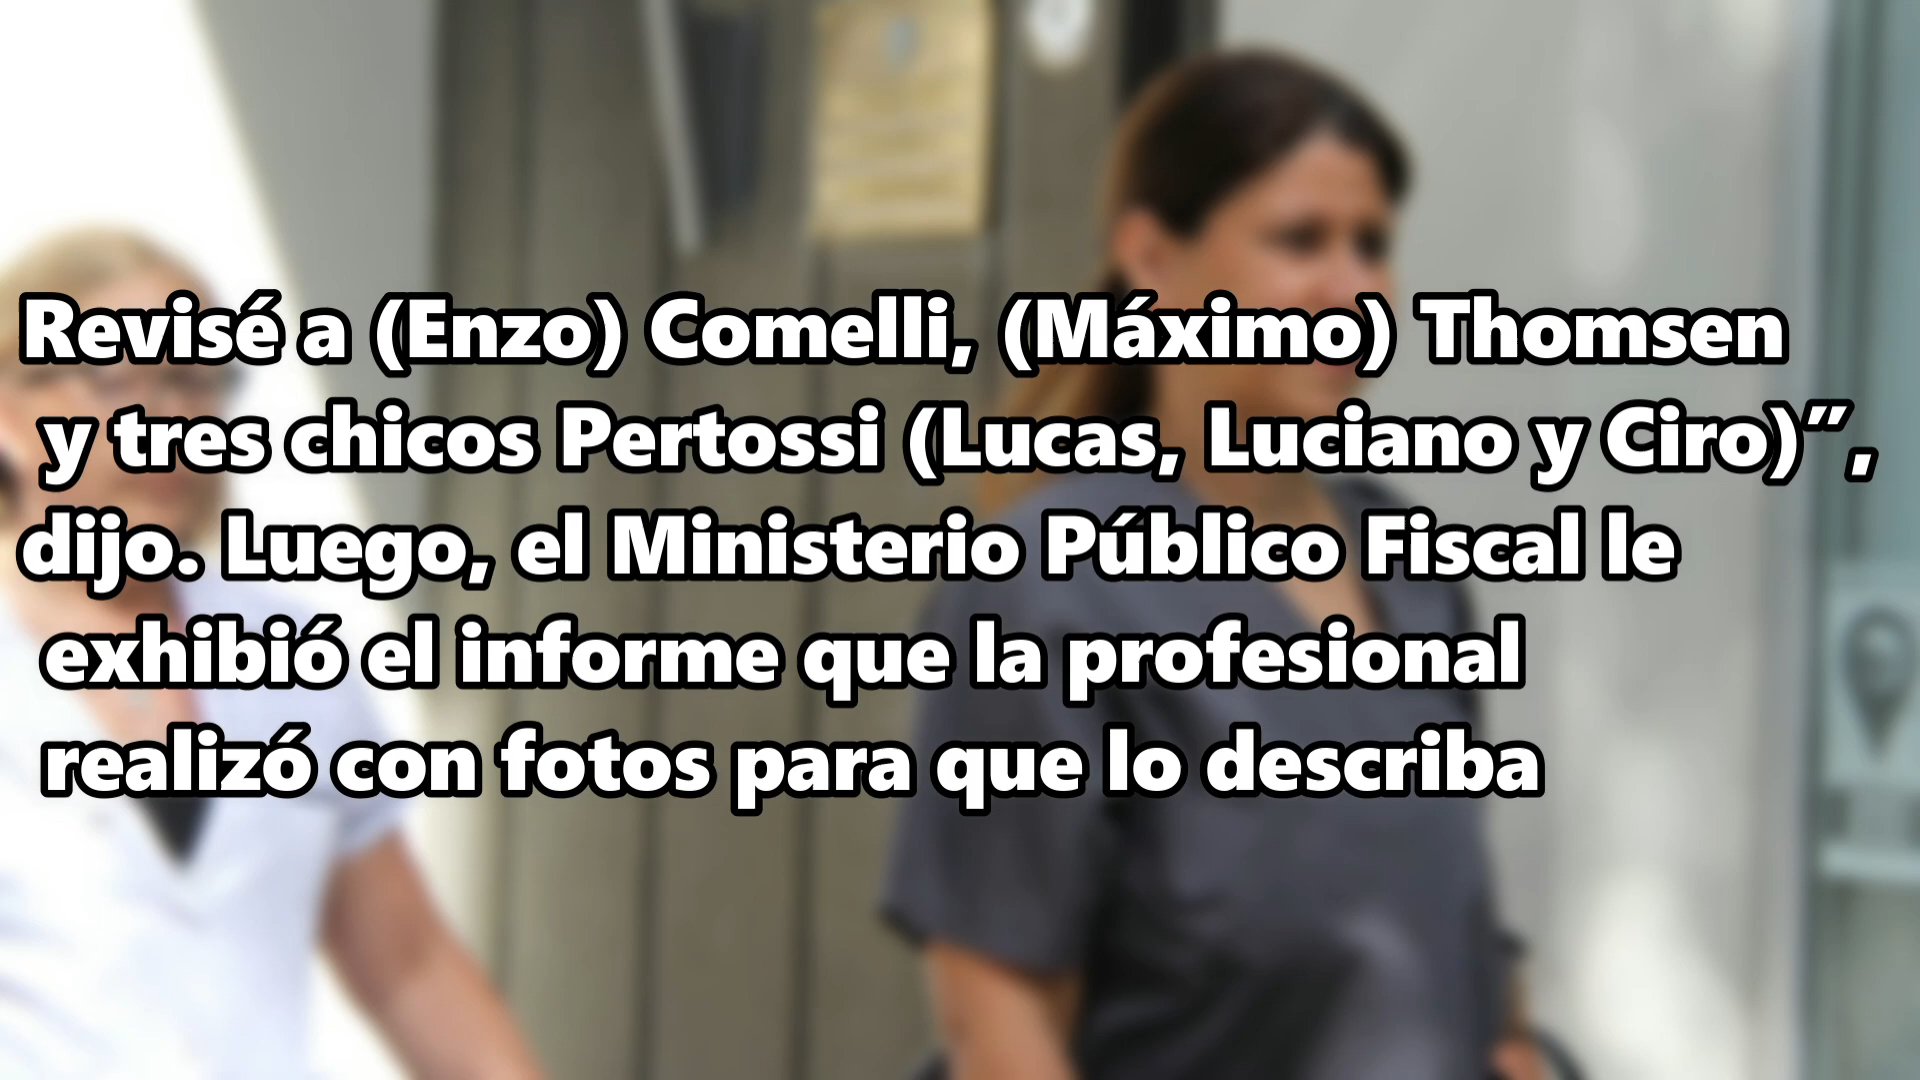 Revisé a (Enzo) Comelli, (Máximo) Thomsen
y tres chicos Pertossi (Lucas, Luciano y Ciro)”,
dijo. Luego, el Ministerio Público Fiscal le
exhibió el informe que la profesional
realizó con fotos para que lo describa